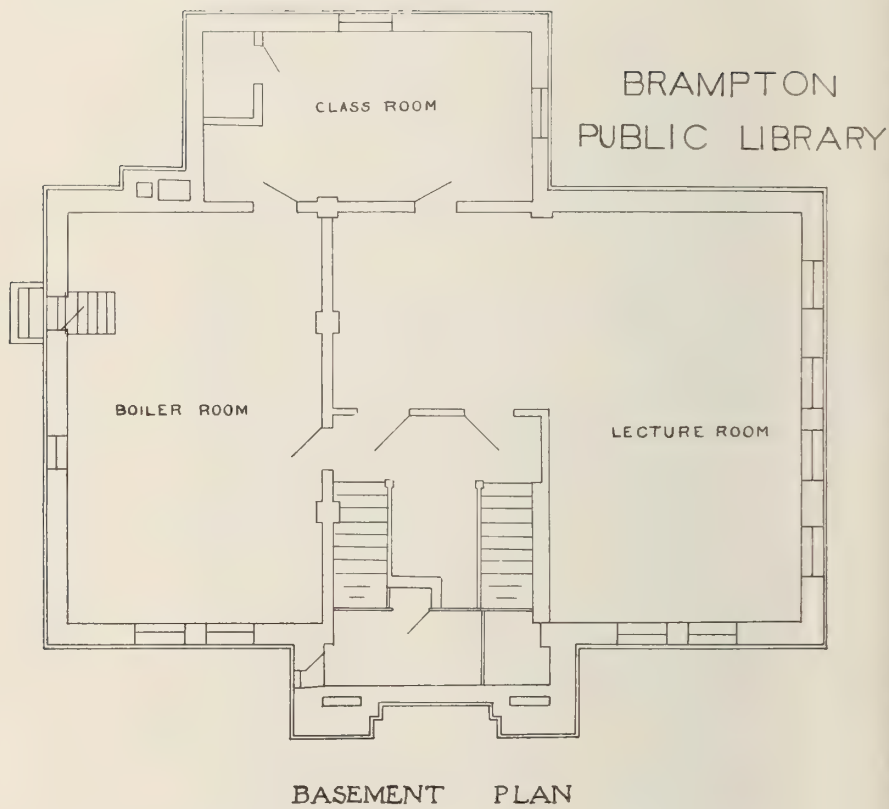 BRAMPTON
PUBLIC LIBRARY
CLASS ROOM
BOILER ROOM
LECTURE ROOM
BASEMENT PLAN